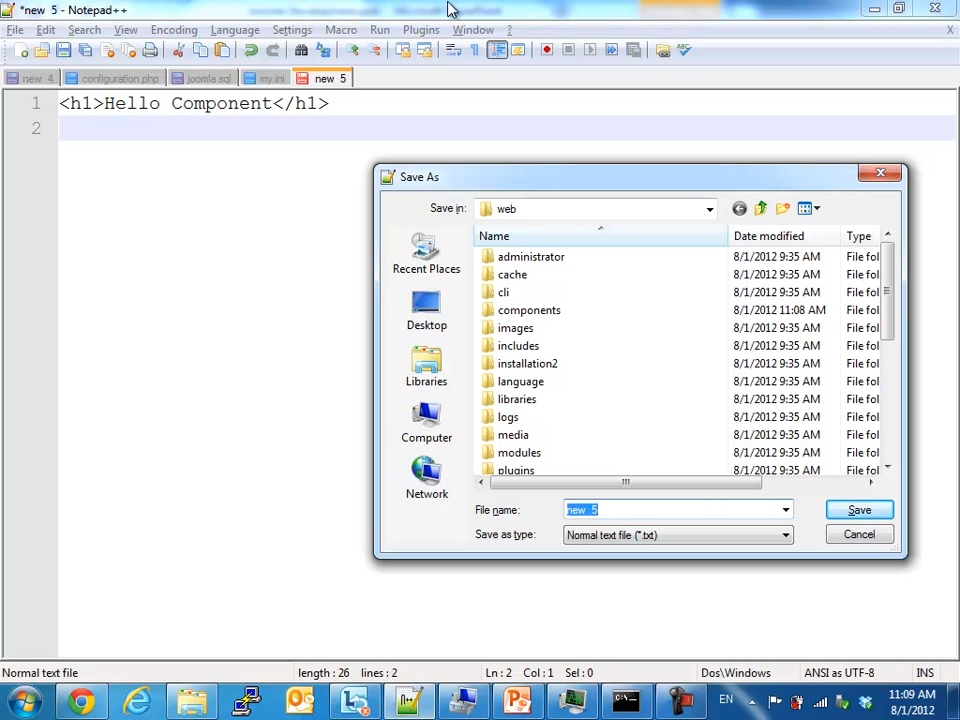 *new 5 - Notepad++
File Edit Search View Encoding Language Settings Macro Run Plugins Window ? X
new 4 configuration.php joomla.sql my.ini new 5
1 <h1>Hello Component</h1>
2
Save As
Save in: web
Name Date modified Type
Recent Places
Desktop
Libraries
Computer
Network
administrator 8/1/2012 9:35 AM File fol
cache 8/1/2012 9:35 AM File fol
cli 8/1/2012 9:35 AM File fol
components 8/1/2012 11:08 AM File fol
images 8/1/2012 9:35 AM File fol
includes 8/1/2012 9:35 AM File fol
installation2 8/1/2012 9:35 AM File fol
language 8/1/2012 9:35 AM File fol
libraries 8/1/2012 9:35 AM File fol
logs 8/1/2012 9:35 AM File fol
media 8/1/2012 9:35 AM File fol
modules 8/1/2012 9:35 AM File fol
plugins 8/1/2012 9:35 AM File fol
File name: new 5 Save
Save as type: Normal text file (*.txt) Cancel
Normal text file length : 26 lines : 2 Ln : 2 Col : 1 Sel : 0 Dos\Windows ANSI as UTF-8 INS
EN 11:09 AM
8/1/2012